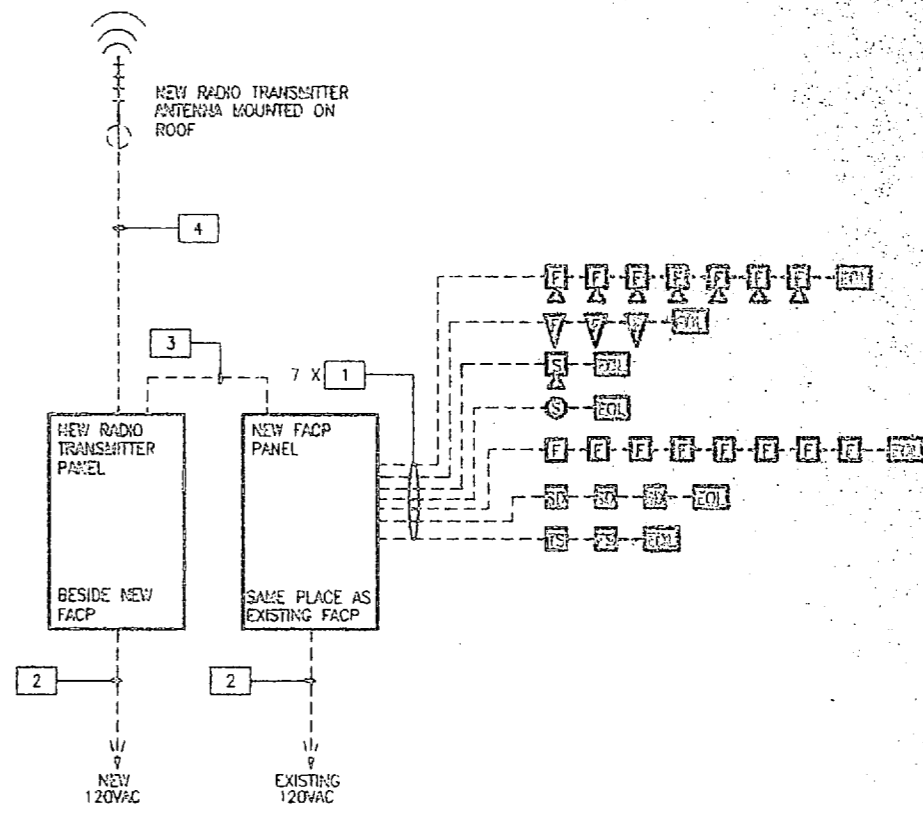 NEW RADIO TRANSMITTER
ANTENNA MOUNTED ON
ROOF
4
3
7 X 1
F F F F F F F EOL
F F F EOL
S EOL
S EOL
F F F F F F F F EOL
EOL
TS TS EOL
NEW RADIO
TRANSMITTER
PANEL
BESIDE NEW
FACP
NEW FACP
PANEL
SAME PLACE AS
EXISTING FACP
2
2
NEW
120VAC
EXISTING
120VAC